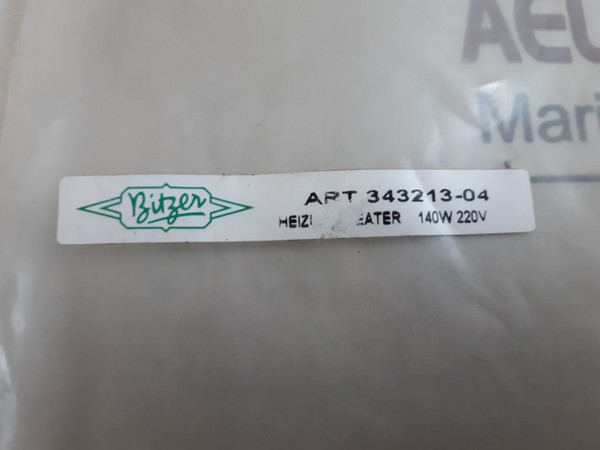 AEU
Mari
Bitzer
ART 343213-04
HEIZI EATER 140W 220V